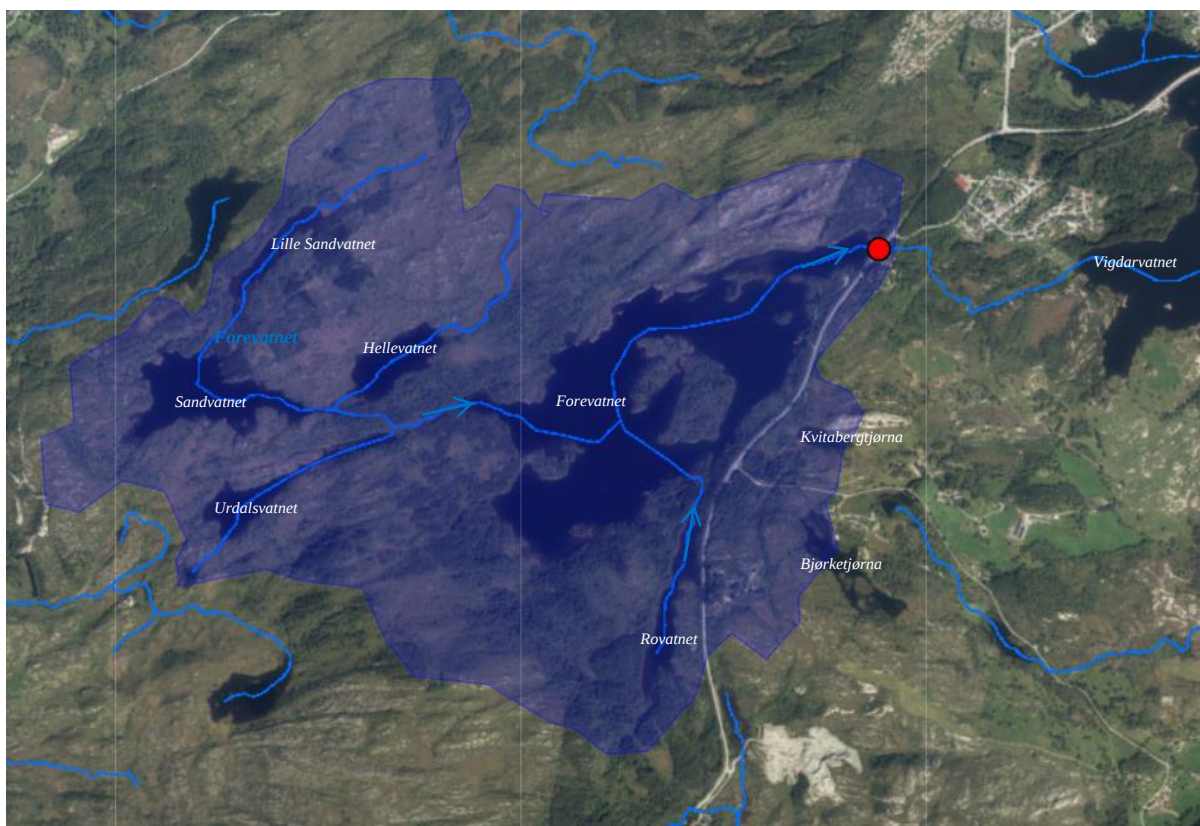 Lille Sandvatnet
Vigdarvatnet
Forevatnet
Hellevatnet
Sandvatnet
Forevatnet
Kvitabergtjørna
Urdalsvatnet
Bjørketjørna
Rovatnet